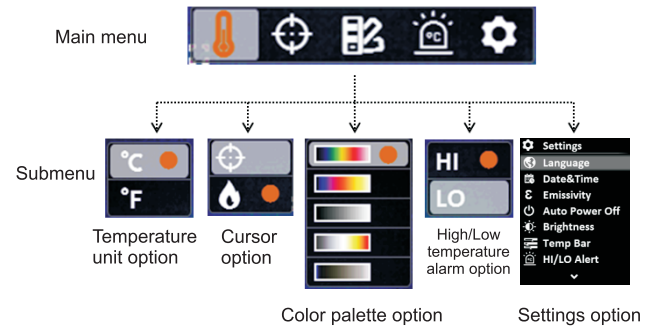 Main menu
°C
Submenu
°C
°F
HI
LO
Settings
Language
Date&Time
Emissivity
Auto Power Off
Brightness
Temp Bar
HI/LO Alert
Temperature
unit option
Cursor
option
High/Low
temperature
alarm option
Color palette option
Settings option